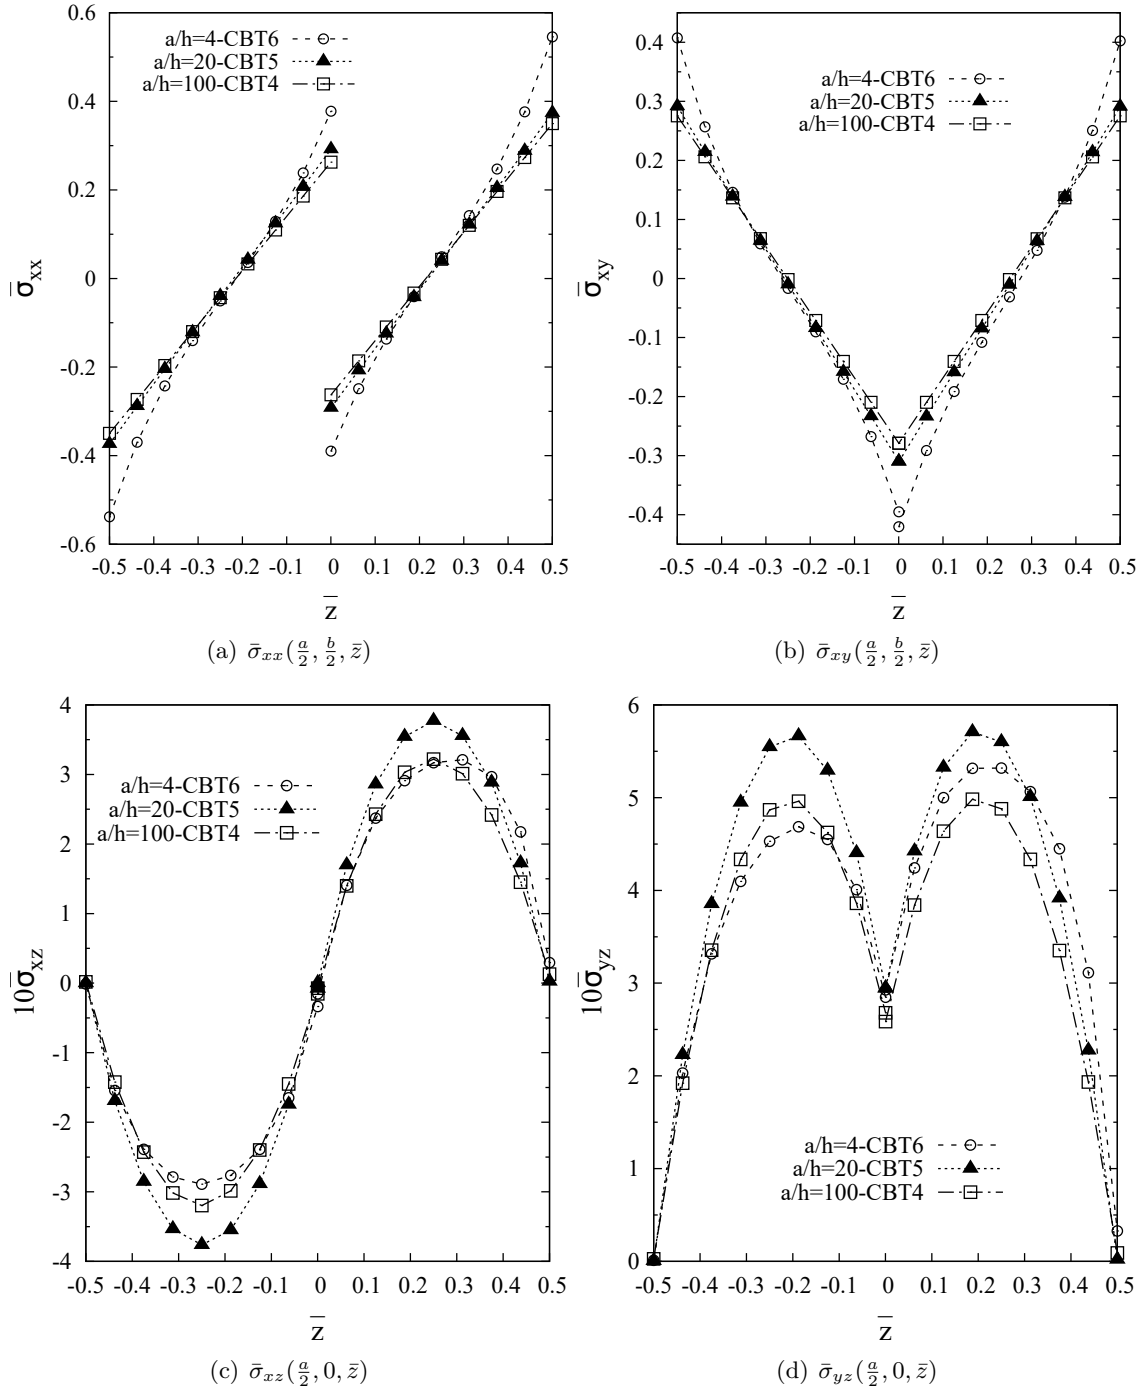 0.6
0.4
0.2
0
-0.2
-0.4
-0.6
a/h=4-CBT6
a/h=20-CBT5
a/h=100-CBT4
σ̅xx
-0.5 -0.4 -0.3 -0.2 -0.1 0 0.1 0.2 0.3 0.4 0.5
z̅
(a) σ̄xx(a/2, b/2, z̄)
0.4
0.3
0.2
0.1
0
-0.1
-0.2
-0.3
-0.4
a/h=4-CBT6
a/h=20-CBT5
a/h=100-CBT4
σ̅xy
-0.5 -0.4 -0.3 -0.2 -0.1 0 0.1 0.2 0.3 0.4 0.5
z̅
(b) σ̄xy(a/2, b/2, z̄)
4
3
2
1
0
-1
-2
-3
-4
a/h=4-CBT6
a/h=20-CBT5
a/h=100-CBT4
10σ̅xz
-0.5 -0.4 -0.3 -0.2 -0.1 0 0.1 0.2 0.3 0.4 0.5
z̅
(c) σ̄xz(a/2, 0, z̄)
6
5
4
3
2
1
0
a/h=4-CBT6
a/h=20-CBT5
a/h=100-CBT4
10σ̅yz
-0.5 -0.4 -0.3 -0.2 -0.1 0 0.1 0.2 0.3 0.4 0.5
z̅
(d) σ̄yz(a/2, 0, z̄)